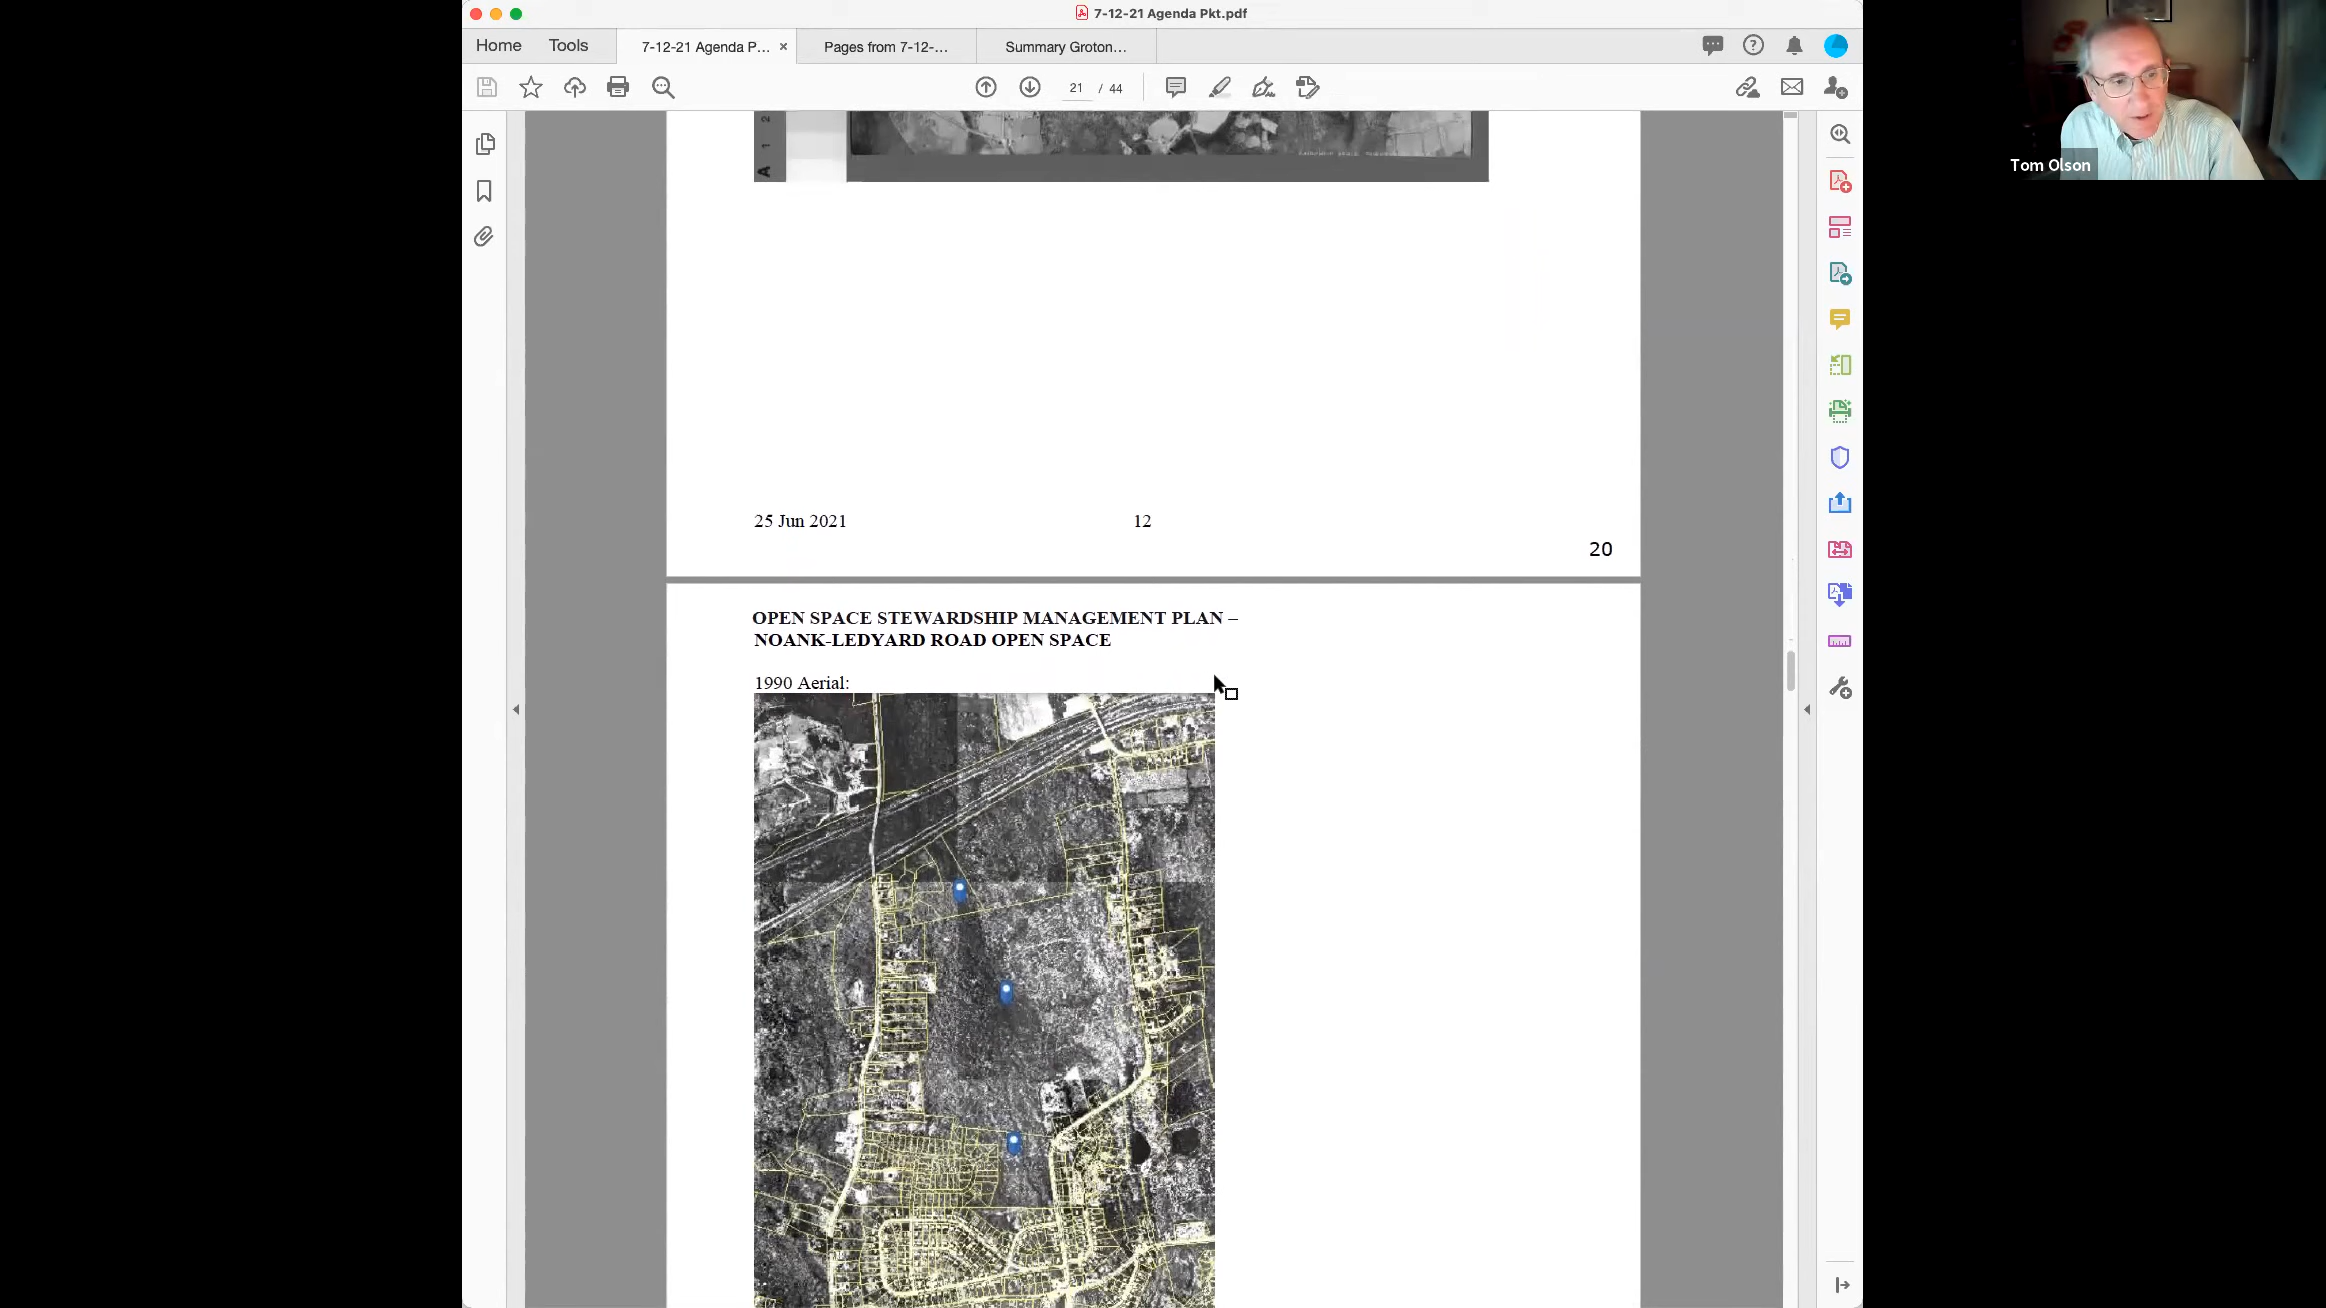 7-12-21 Agenda Pkt.pdf
Home
Tools
7-12-21 Agenda P...
Pages from 7-12-...
Summary Groton...
21 / 44
Tom Olson
A 1 2
25 Jun 2021
12
20
OPEN SPACE STEWARDSHIP MANAGEMENT PLAN –
NOANK-LEDYARD ROAD OPEN SPACE
1990 Aerial: